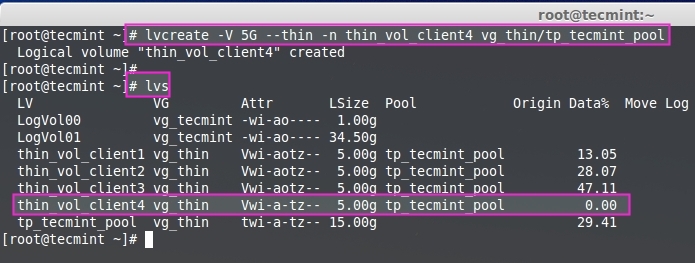 root@tecmint:~
[root@tecmint ~]# lvcreate -V 5G --thin -n thin_vol_client4 vg_thin/tp_tecmint_pool
  Logical volume "thin_vol_client4" created
[root@tecmint ~]#
[root@tecmint ~]# lvs
  LV               VG         Attr       LSize  Pool            Origin Data%  Move Log
  LogVol00         vg_tecmint -wi-ao----  1.00g
  LogVol01         vg_tecmint -wi-ao---- 34.50g
  thin_vol_client1 vg_thin    Vwi-aotz--  5.00g tp_tecmint_pool         13.05
  thin_vol_client2 vg_thin    Vwi-aotz--  5.00g tp_tecmint_pool         28.07
  thin_vol_client3 vg_thin    Vwi-aotz--  5.00g tp_tecmint_pool         47.11
  thin_vol_client4 vg_thin    Vwi-a-tz--  5.00g tp_tecmint_pool          0.00
  tp_tecmint_pool  vg_thin    twi-a-tz-- 15.00g                         29.41
[root@tecmint ~]#